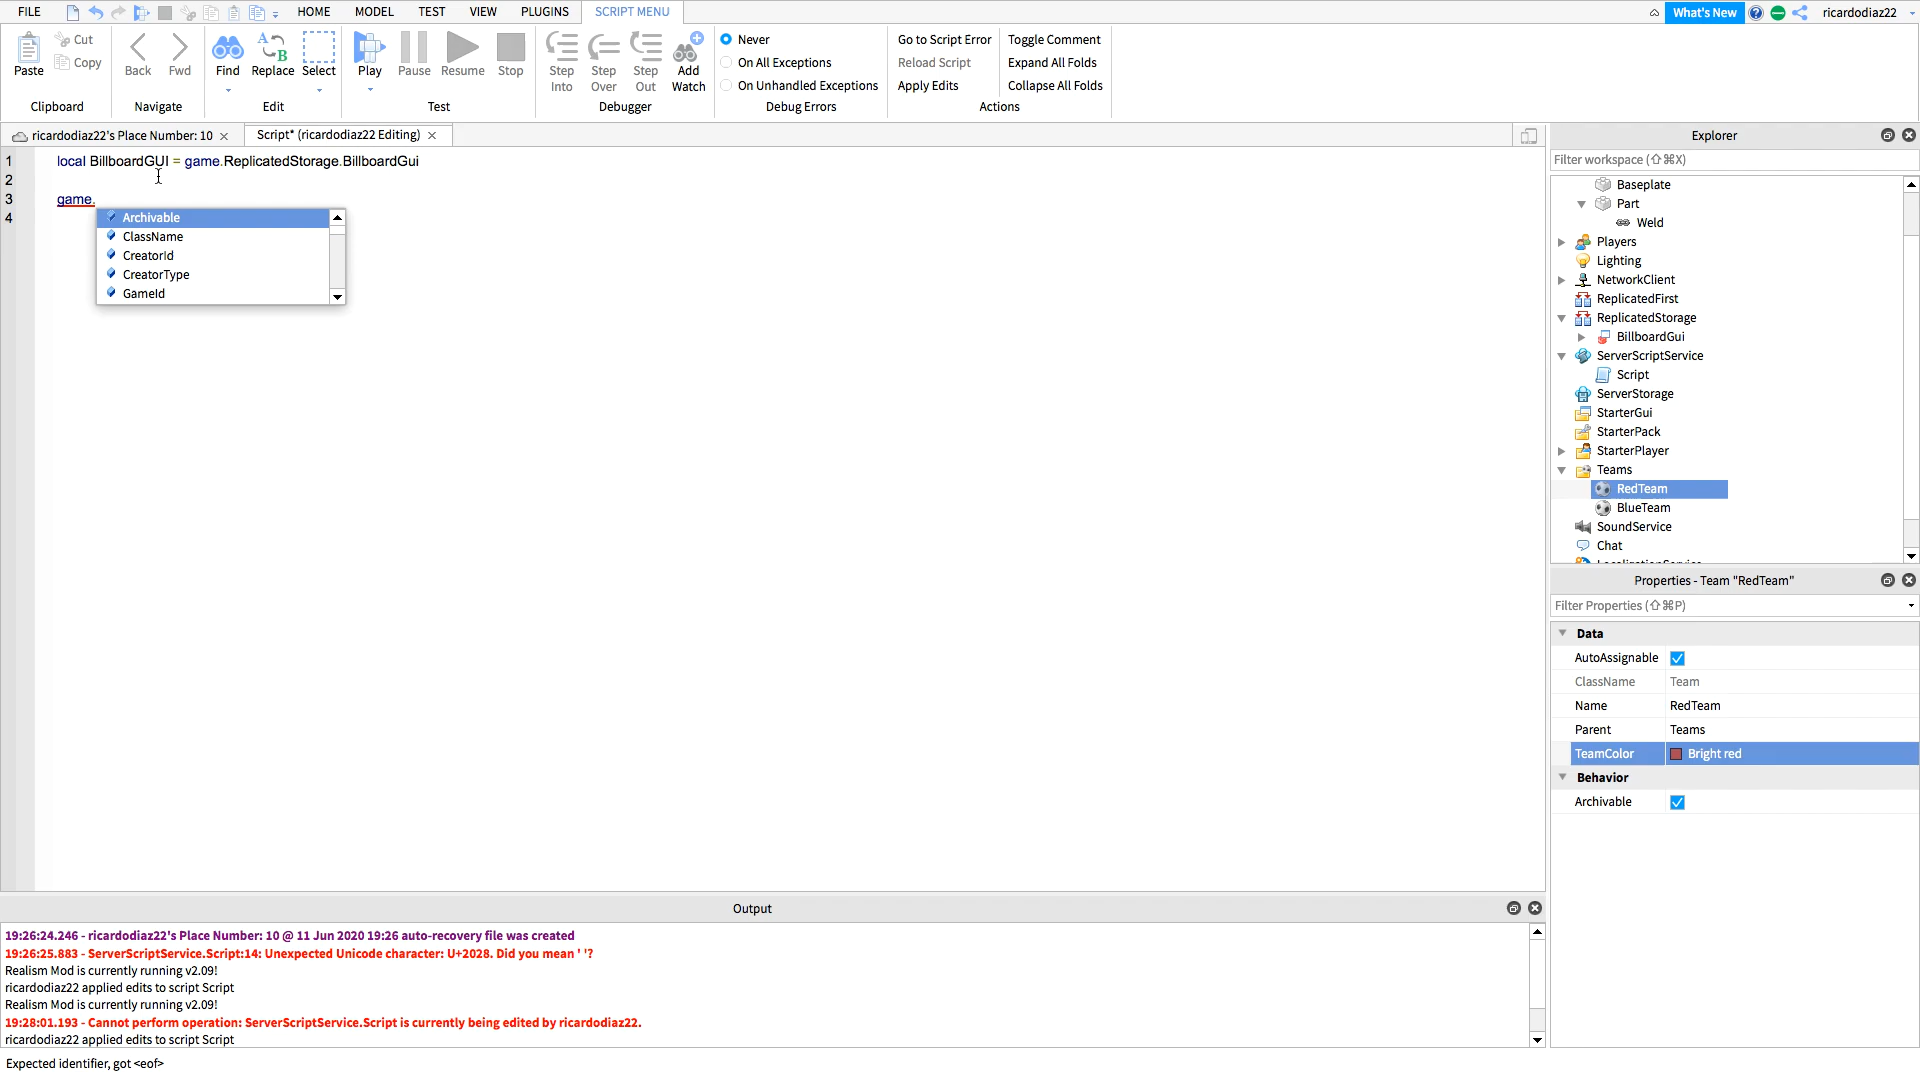 FILE HOME MODEL TEST VIEW PLUGINS SCRIPT MENU What's New ricardodiaz22
Paste Cut Copy Clipboard
Back Fwd Navigate
Find Replace Select Edit
Play Pause Resume Stop Test
Step Into Step Over Step Out Add Watch Debugger
Never
On All Exceptions
On Unhandled Exceptions
Debug Errors
Go to Script Error Toggle Comment
Reload Script Expand All Folds
Apply Edits Collapse All Folds
Actions
ricardodiaz22's Place Number: 10 Script* (ricardodiaz22 Editing)
1 local BillboardGUI = game.ReplicatedStorage.BillboardGui
2
3 game.
4
Archivable
ClassName
CreatorId
CreatorType
GameId
Explorer
Filter workspace (⇧⌘X)
Baseplate
Part
Weld
Players
Lighting
NetworkClient
ReplicatedFirst
ReplicatedStorage
BillboardGui
ServerScriptService
Script
ServerStorage
StarterGui
StarterPack
StarterPlayer
Teams
RedTeam
BlueTeam
SoundService
Chat
Properties - Team "RedTeam"
Filter Properties (⇧⌘P)
Data
AutoAssignable
ClassName Team
Name RedTeam
Parent Teams
TeamColor Bright red
Behavior
Archivable
Output
19:26:24.246 - ricardodiaz22's Place Number: 10 @ 11 Jun 2020 19:26 auto-recovery file was created
19:26:25.883 - ServerScriptService.Script:14: Unexpected Unicode character: U+2028. Did you mean ' '?
Realism Mod is currently running v2.09!
ricardodiaz22 applied edits to script Script
Realism Mod is currently running v2.09!
19:28:01.193 - Cannot perform operation: ServerScriptService.Script is currently being edited by ricardodiaz22.
ricardodiaz22 applied edits to script Script
Expected identifier, got <eof>